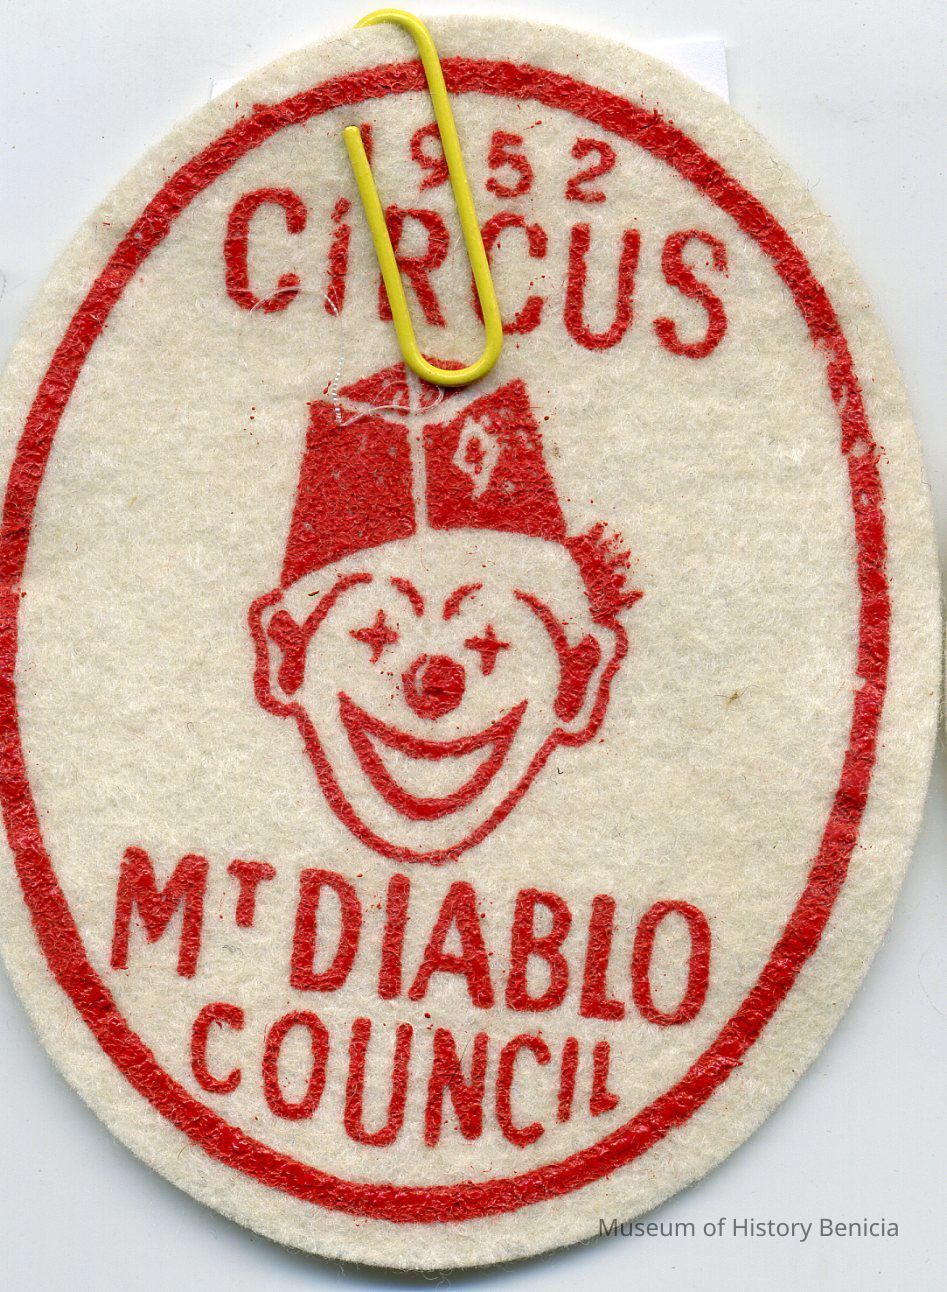 1952
CiRCUS
MT DIABLO
COUNCIL
Museum of History Benicia